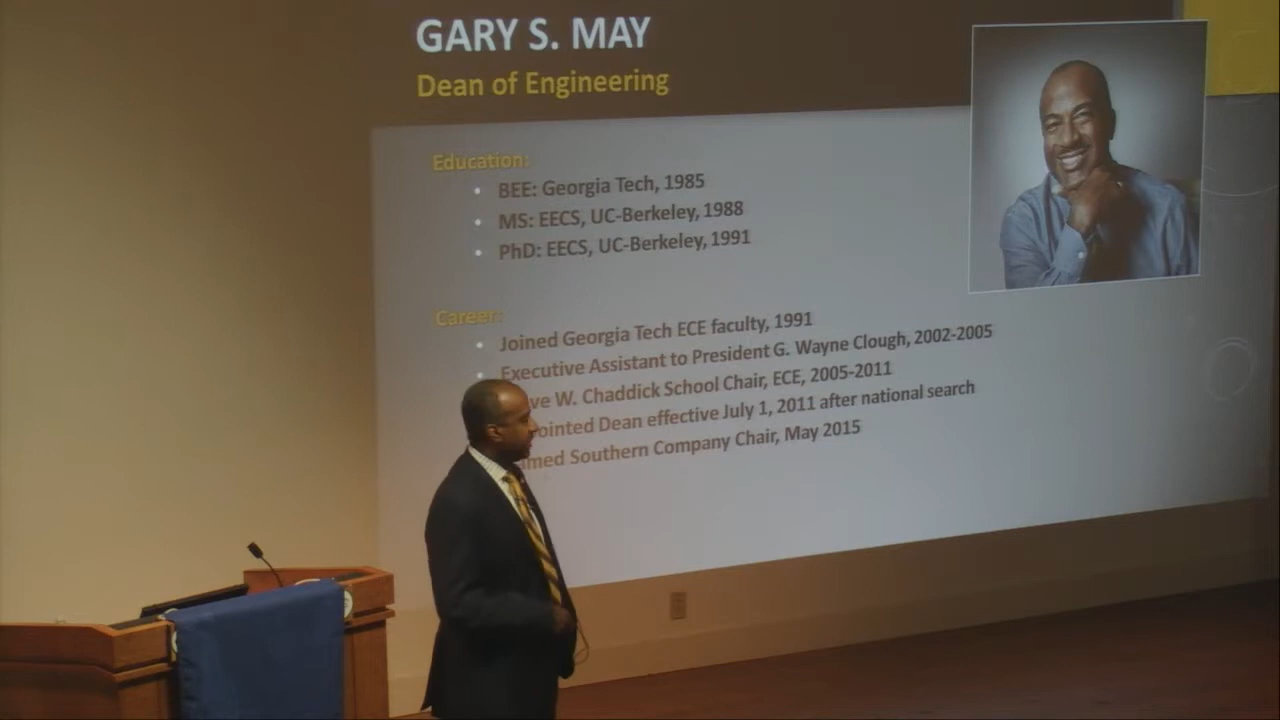 GARY S. MAY
Dean of Engineering
Education:
• BEE: Georgia Tech, 1985
• MS: EECS, UC-Berkeley, 1988
• PhD: EECS, UC-Berkeley, 1991
Career:
• Joined Georgia Tech ECE faculty, 1991
• Executive Assistant to President G. Wayne Clough, 2002-2005
W. Chaddick School Chair, ECE, 2005-2011
Dean effective July 1, 2011 after national search
Southern Company Chair, May 2015